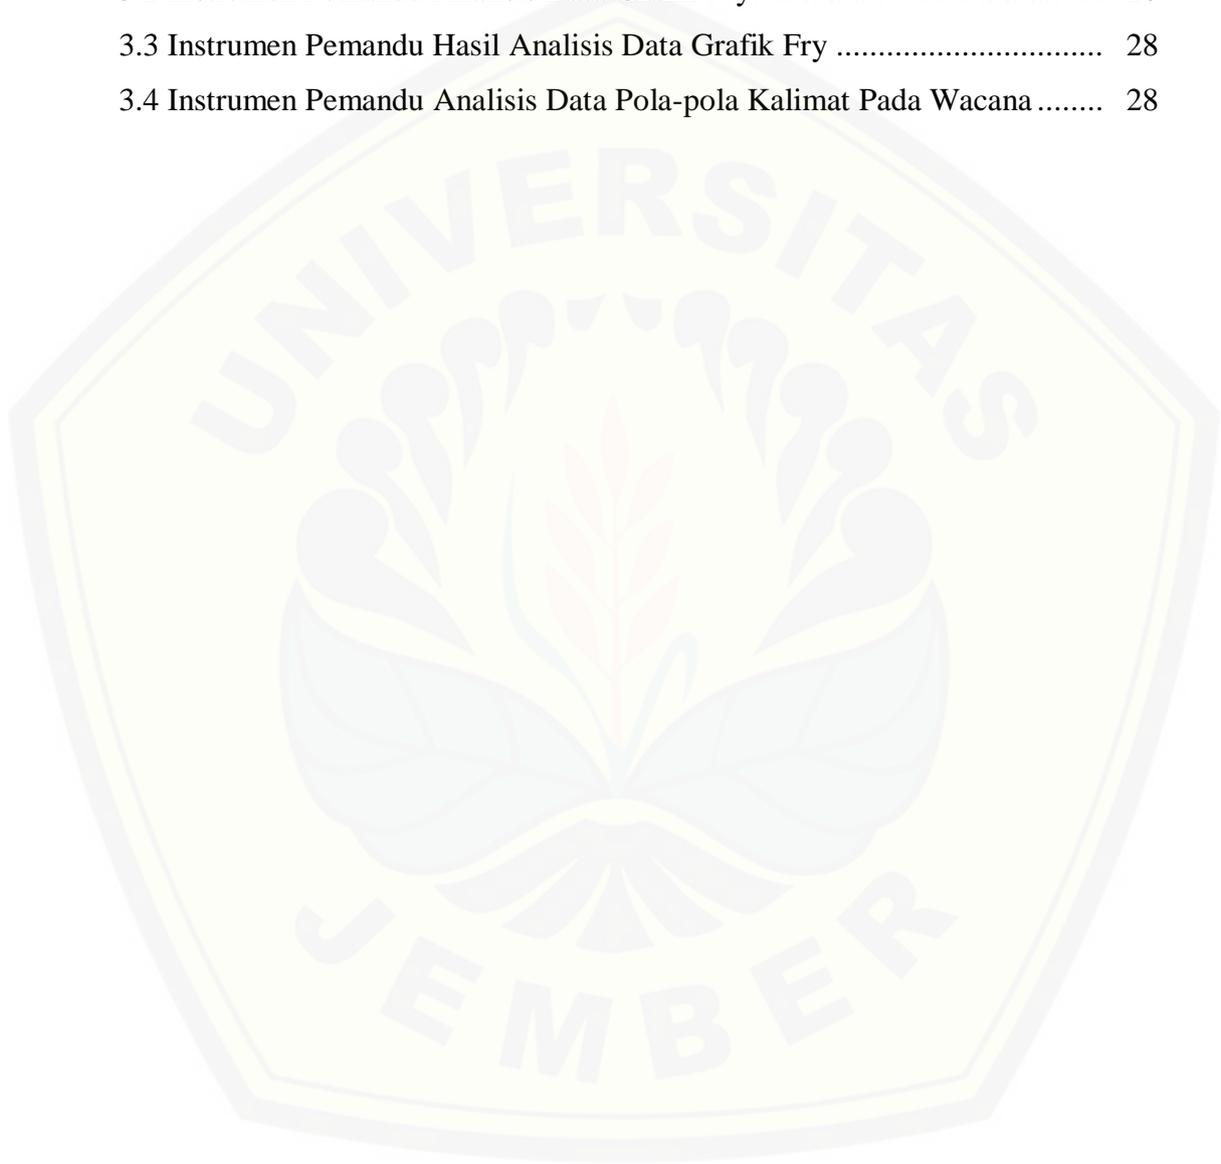 3.3 Instrumen Pemandu Hasil Analisis Data Grafik Fry ................................ 28
3.4 Instrumen Pemandu Analisis Data Pola-pola Kalimat Pada Wacana ........ 28
UNIVERSITAS
JEMBER